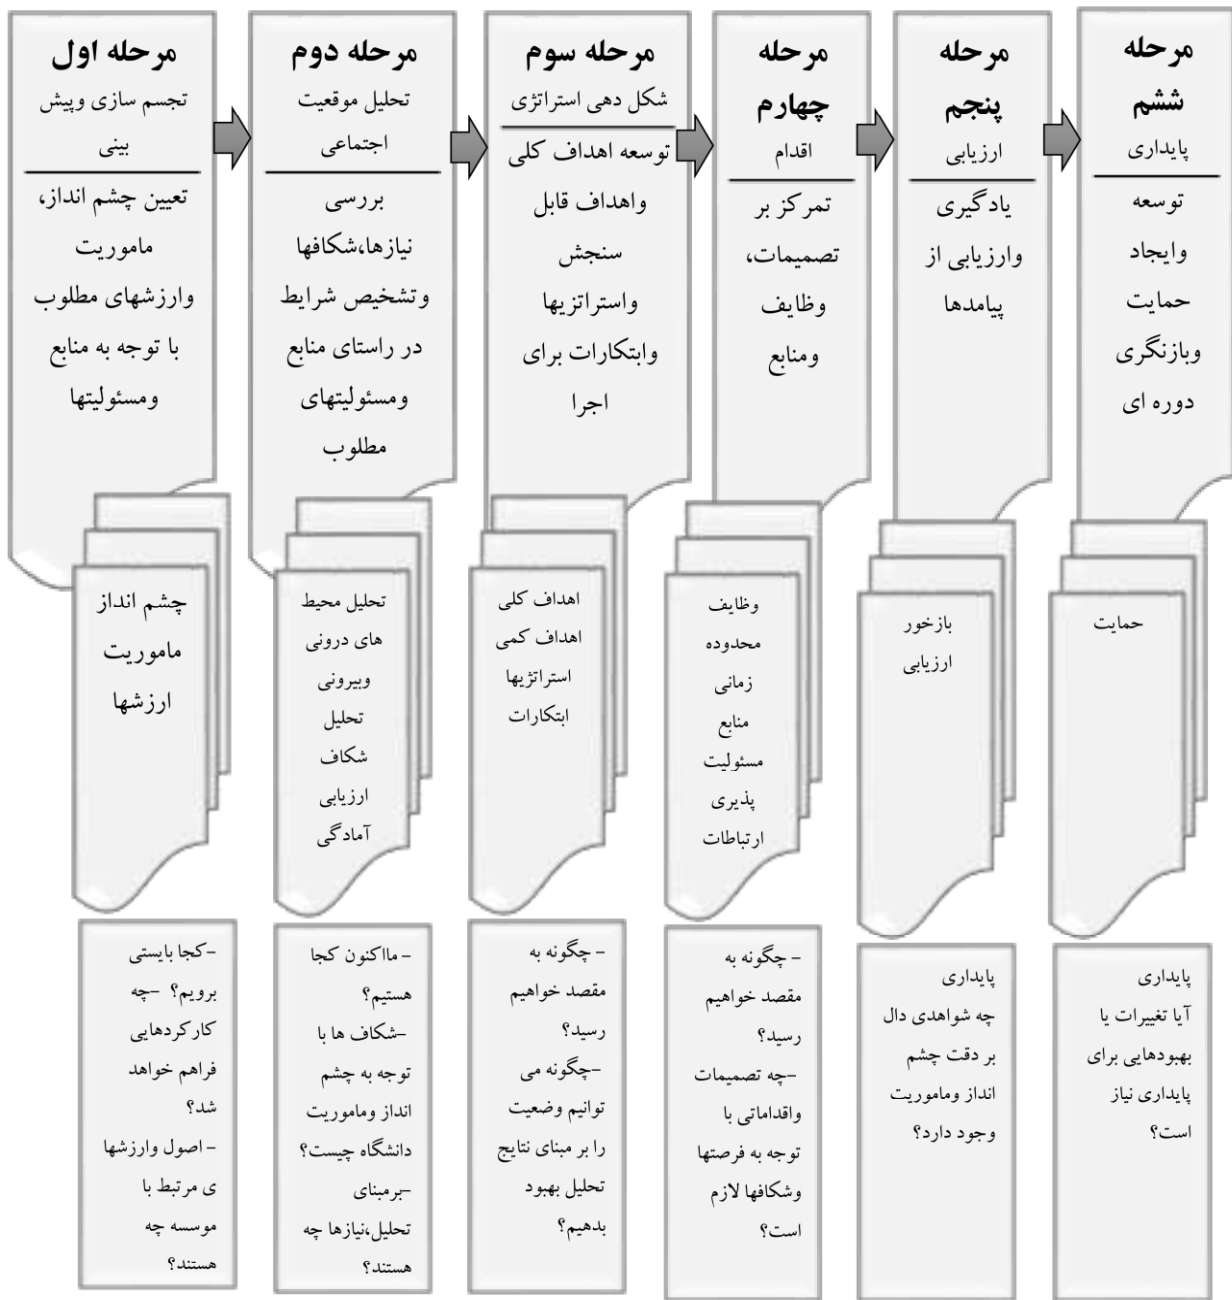 مرحله اول
تجسم سازی وپیش
بینی
تعیین چشم انداز،
ماموریت
وارزشهای مطلوب
با توجه به منابع
ومسئولیتها
مرحله دوم
تحلیل موقعیت
اجتماعی
بررسی
نیازها،شکافها
وتشخیص شرایط
در راستای منابع
ومسئولیتهای
مطلوب
مرحله سوم
شکل دهی استراتژی
توسعه اهداف کلی
واهداف قابل
سنجش
واستراتژیها
وابتکارات برای
اجرا
مرحله
چهارم
اقدام
تمرکز بر
تصمیمات،
وظایف
ومنابع
مرحله
پنجم
ارزیابی
یادگیری
وارزیابی از
پیامدها
مرحله
ششم
پایداری
توسعه
وایجاد
حمایت
وبازنگری
دوره ای
چشم انداز
ماموریت
ارزشها
تحلیل محیط
های درونی
وبیرونی
تحلیل
شکاف
ارزیابی
آمادگی
اهداف کلی
اهداف کمی
استراتژیها
ابتکارات
وظایف
محدوده
زمانی
منابع
مسئولیت
پذیری
ارتباطات
بازخور
ارزیابی
حمایت
-کجا بایستی
برویم؟ -چه
کارکردهایی
فراهم خواهد
شد؟
- اصول وارزشها
ی مرتبط با
موسسه چه
هستند؟
- مااکنون کجا
هستیم؟
-شکاف ها با
توجه به چشم
انداز وماموریت
دانشگاه چیست؟
-برمبنای
تحلیل،نیازها چه
هستند؟
- چگونه به
مقصد خواهیم
رسید؟
-چگونه می
توانیم وضعیت
را بر مبنای نتایج
تحلیل بهبود
بدهیم؟
- چگونه به
مقصد خواهیم
رسید؟
-چه تصمیمات
واقداماتی با
توجه به فرصتها
وشکافها لازم
است؟
پایداری
چه شواهدی دال
بر دقت چشم
انداز وماموریت
وجود دارد؟
پایداری
آیا تغییرات یا
بهبودهایی برای
پایداری نیاز
است؟